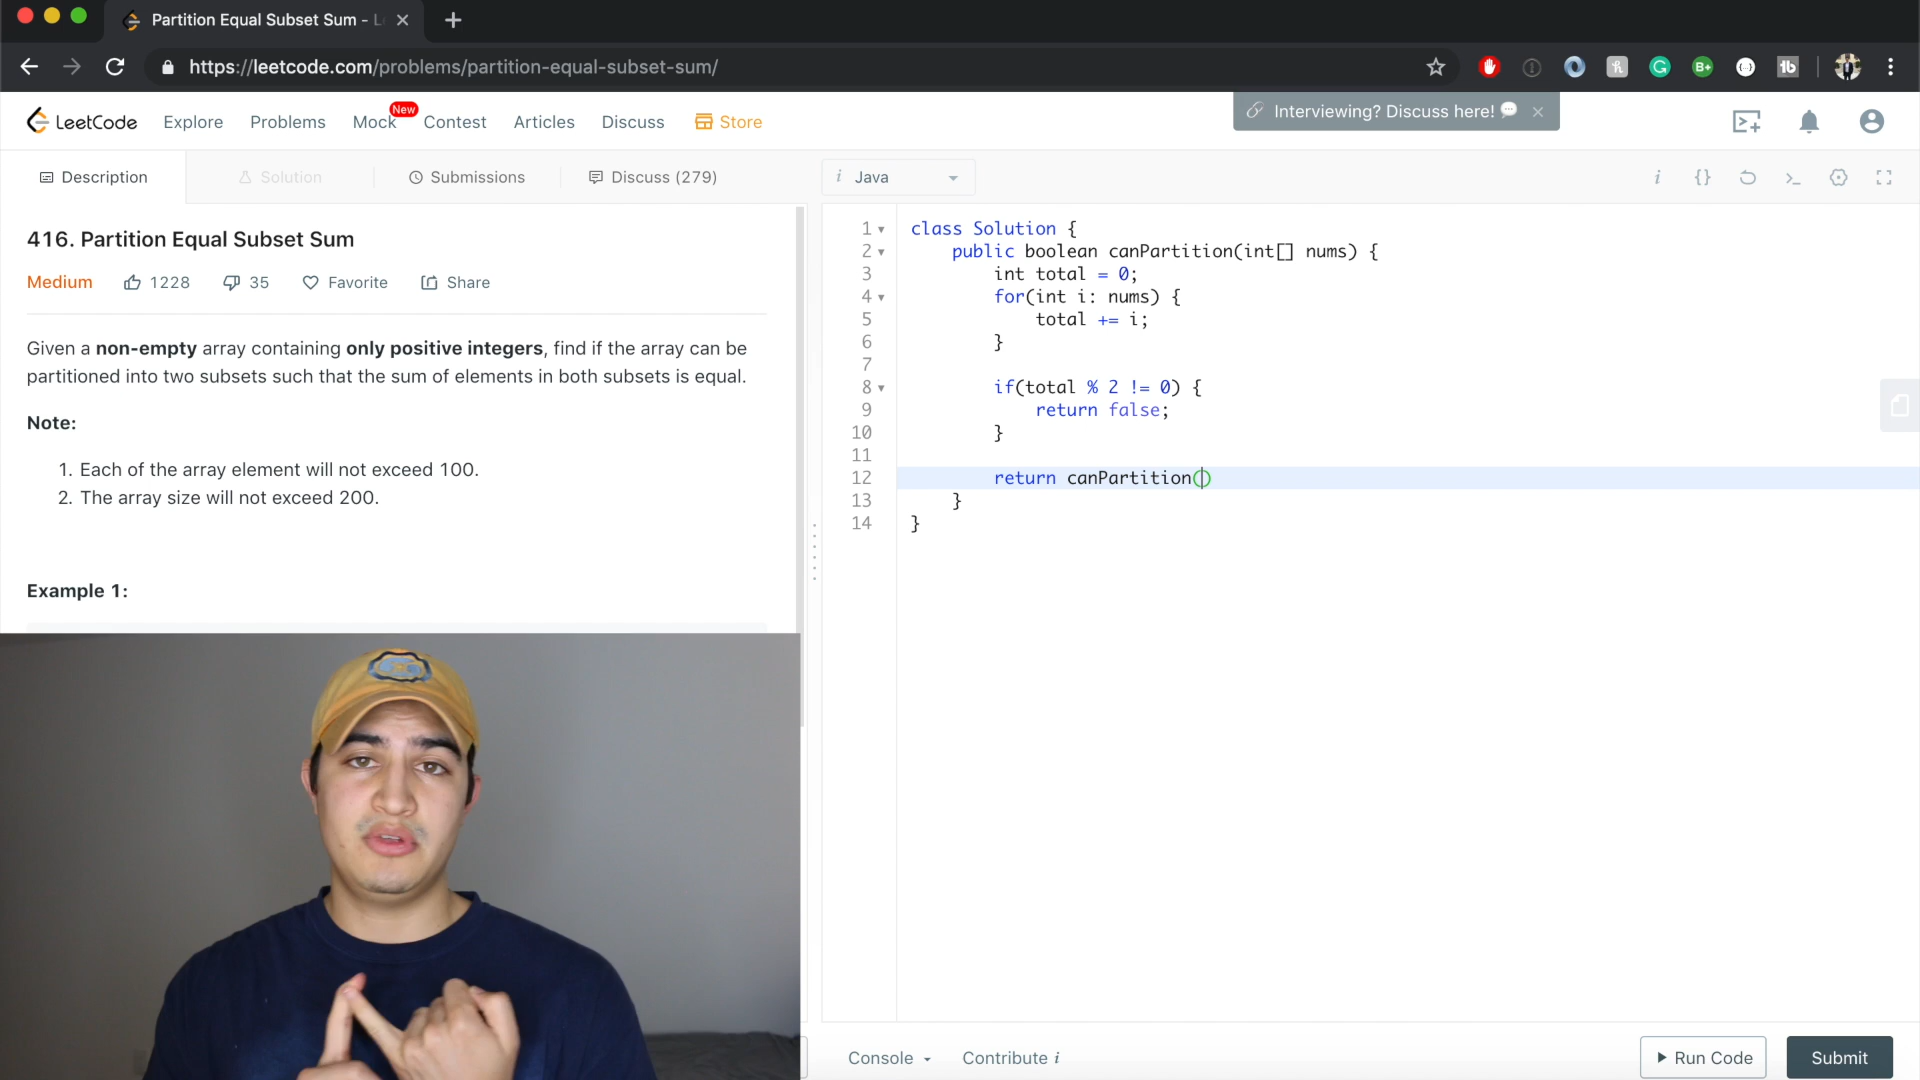 Partition Equal Subset Sum - L
https://leetcode.com/problems/partition-equal-subset-sum/
LeetCode Explore Problems Mock New Contest Articles Discuss Store
Interviewing? Discuss here!
Description Solution Submissions Discuss (279)
i Java
416. Partition Equal Subset Sum
Medium 1228 35 Favorite Share
Given a non-empty array containing only positive integers, find if the array can be
partitioned into two subsets such that the sum of elements in both subsets is equal.
Note:
1. Each of the array element will not exceed 100.
2. The array size will not exceed 200.
Example 1:
1 class Solution {
2 public boolean canPartition(int[] nums) {
3 int total = 0;
4 for(int i: nums) {
5 total += i;
6 }
7
8 if(total % 2 != 0) {
9 return false;
10 }
11
12 return canPartition()
13 }
14 }
Console Contribute i
Run Code Submit